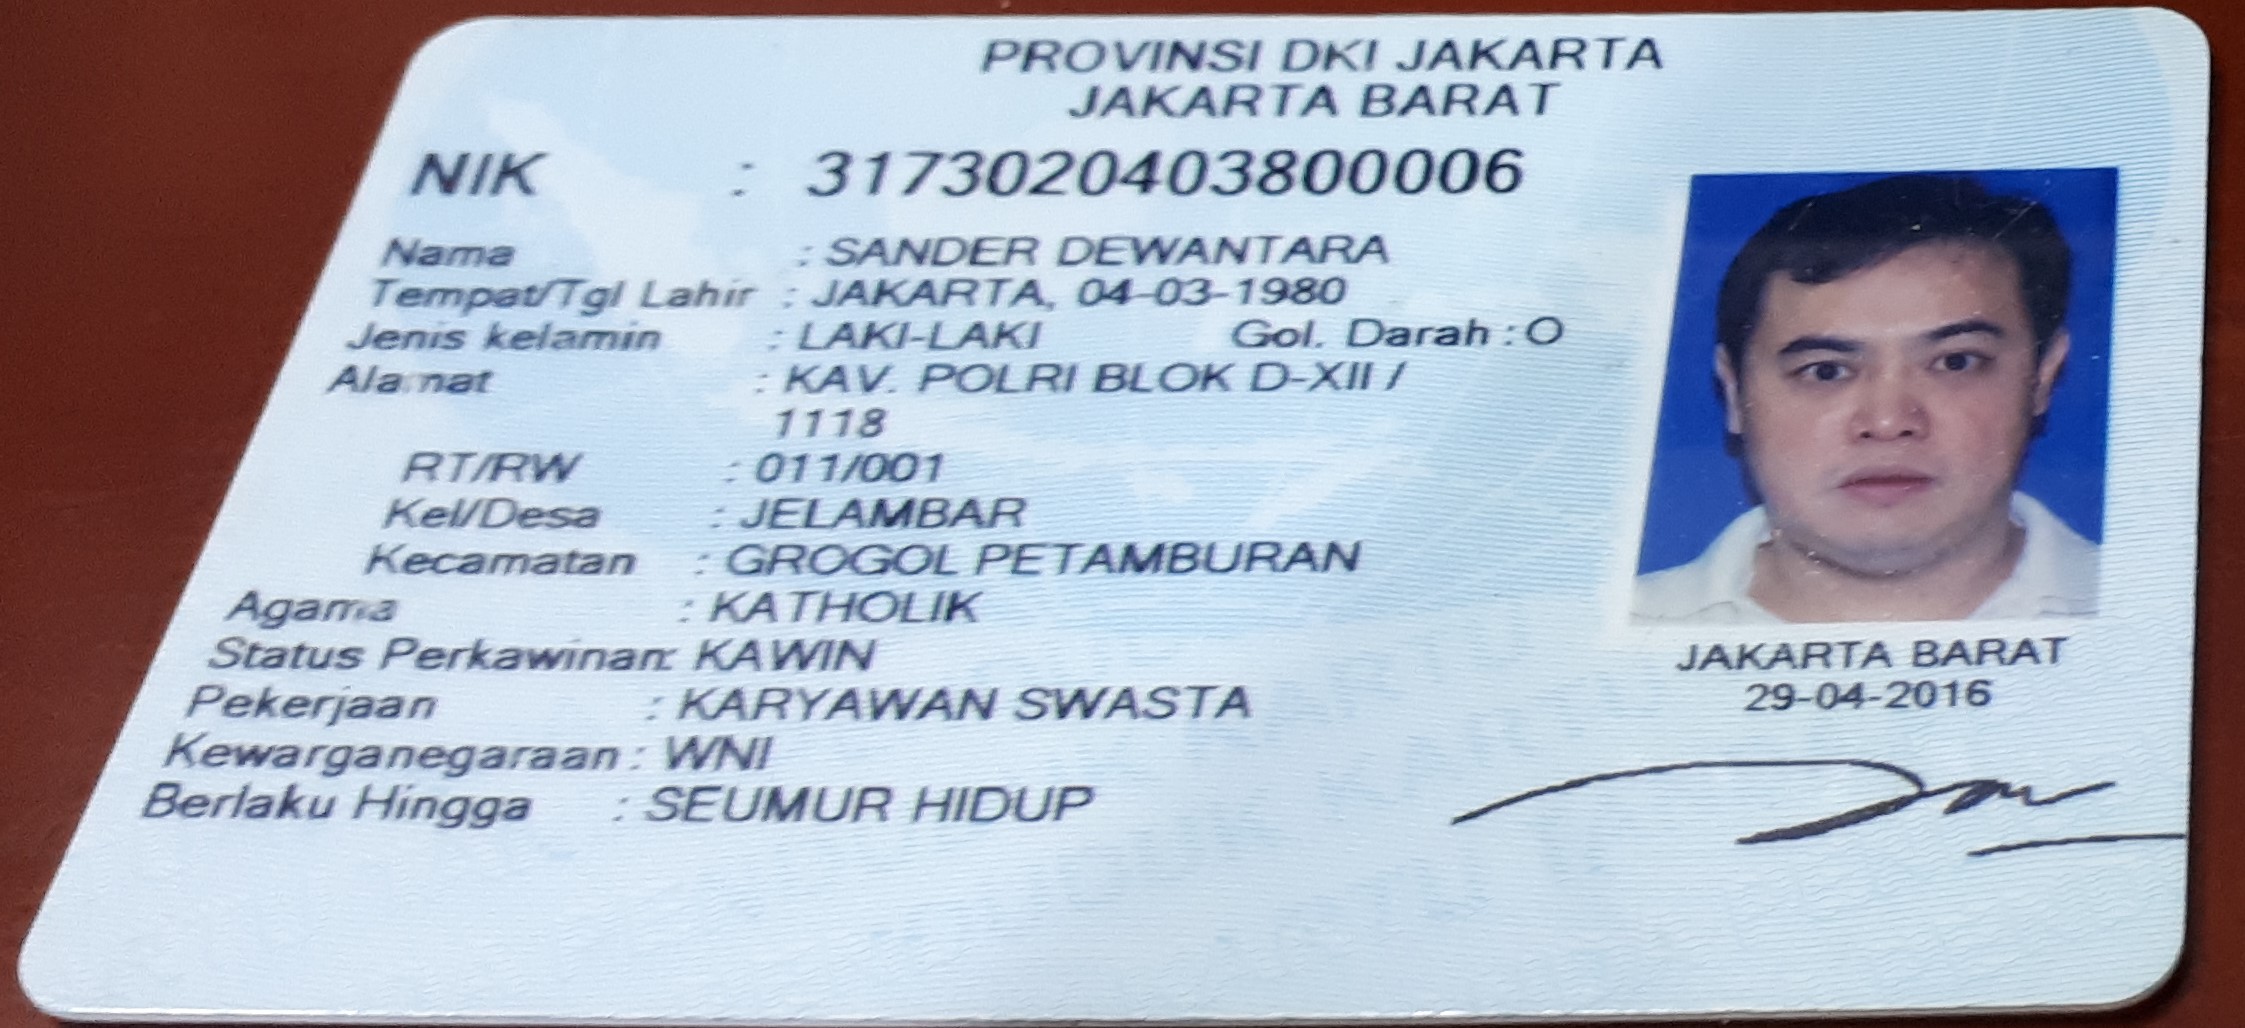 PROVINSI DKI JAKARTA
JAKARTA BARAT
NIK : 3173020403800006
Nama : SANDER DEWANTARA
Tempat/Tgl Lahir : JAKARTA, 04-03-1980
Jenis kelamin : LAKI-LAKI Gol. Darah : O
Alamat : KAV. POLRI BLOK D-XII /
1118
RT/RW : 011/001
Kel/Desa : JELAMBAR
Kecamatan : GROGOL PETAMBURAN
Agama : KATHOLIK
Status Perkawinan: KAWIN
Pekerjaan : KARYAWAN SWASTA
Kewarganegaraan : WNI
Berlaku Hingga : SEUMUR HIDUP
JAKARTA BARAT
29-04-2016